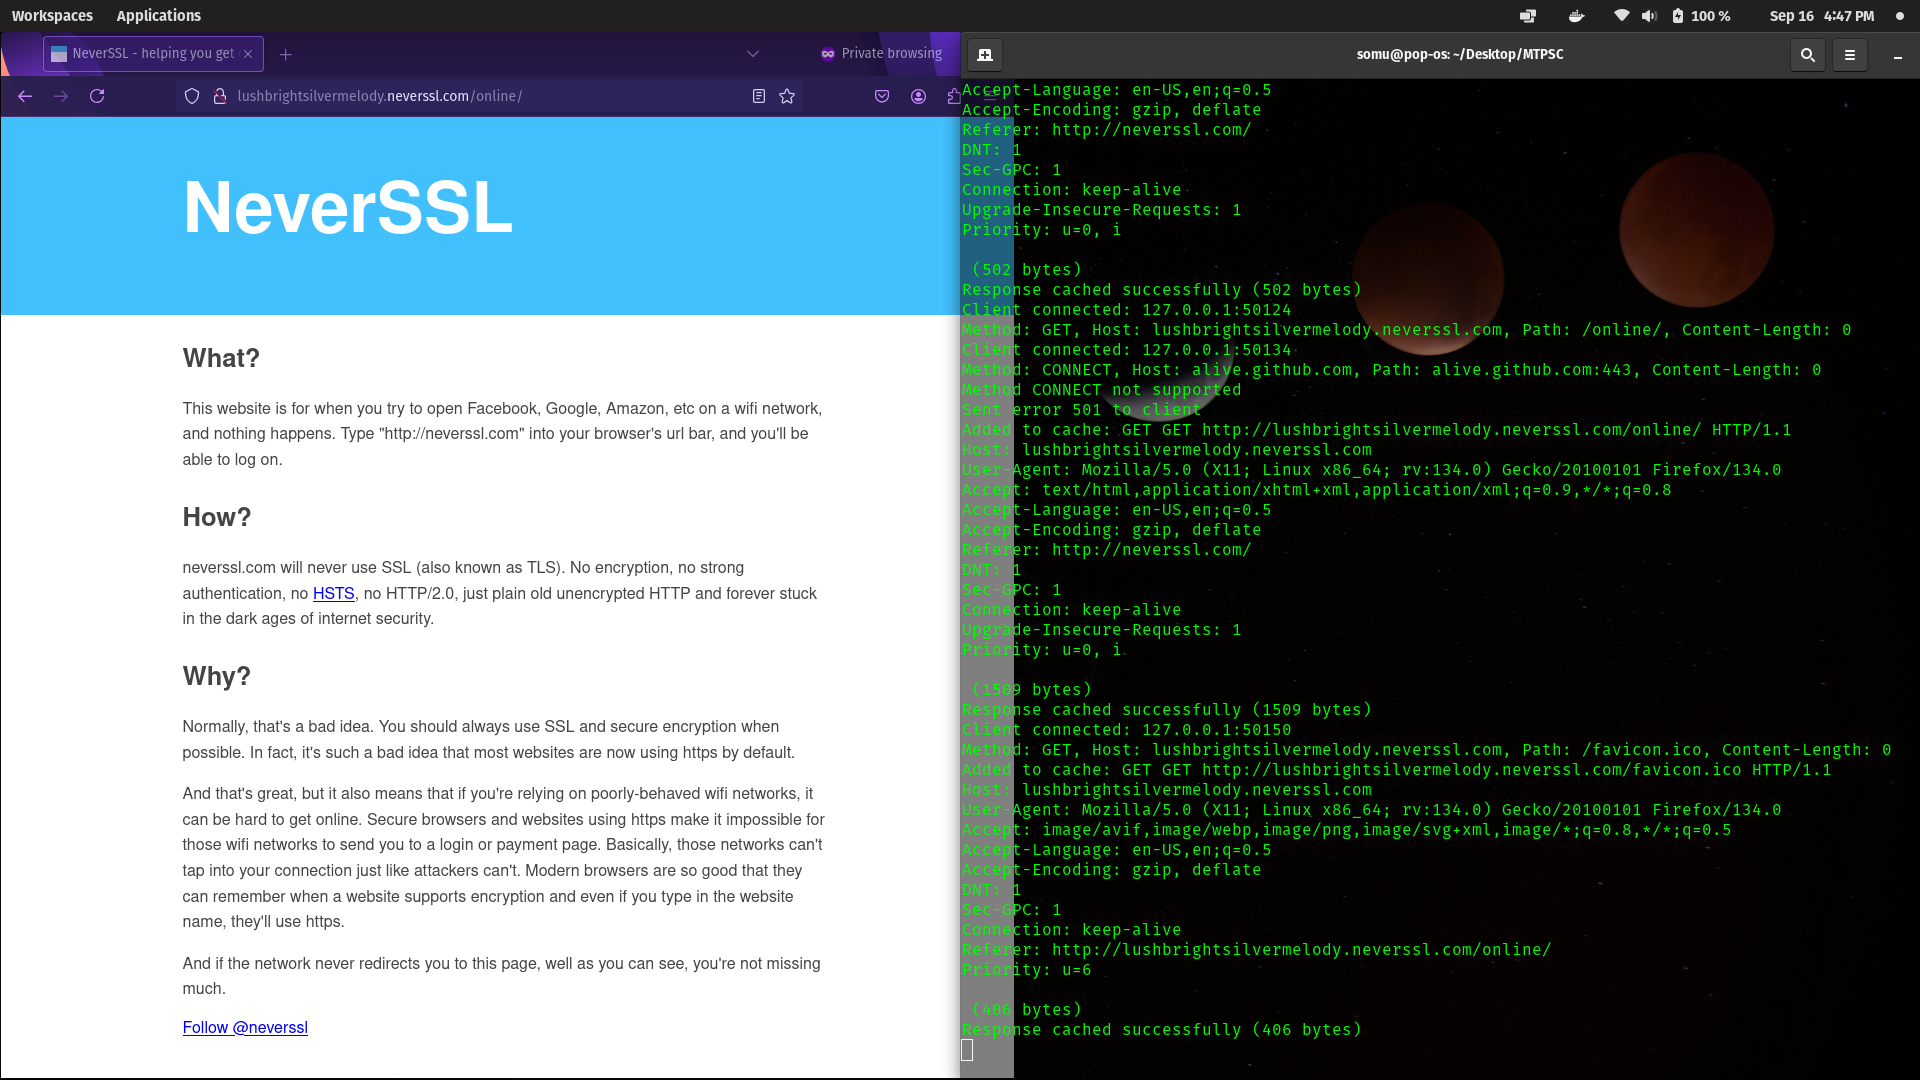 Workspaces
Applications
100 %
Sep 16 4:47 PM
NeverSSL - helping you get
Private browsing
lushbrightsilvermelody.neverssl.com/online/
NeverSSL
What?
This website is for when you try to open Facebook, Google, Amazon, etc on a wifi network,
and nothing happens. Type "http://neverssl.com" into your browser's url bar, and you'll be
able to log on.
How?
neverssl.com will never use SSL (also known as TLS). No encryption, no strong
authentication, no HSTS, no HTTP/2.0, just plain old unencrypted HTTP and forever stuck
in the dark ages of internet security.
Why?
Normally, that's a bad idea. You should always use SSL and secure encryption when
possible. In fact, it's such a bad idea that most websites are now using https by default.
And that's great, but it also means that if you're relying on poorly-behaved wifi networks, it
can be hard to get online. Secure browsers and websites using https make it impossible for
those wifi networks to send you to a login or payment page. Basically, those networks can't
tap into your connection just like attackers can't. Modern browsers are so good that they
can remember when a website supports encryption and even if you type in the website
name, they'll use https.
And if the network never redirects you to this page, well as you can see, you're not missing
much.
Follow @neverssl
somu@pop-os: ~/Desktop/MTPSC
Accept-Language: en-US,en;q=0.5
Accept-Encoding: gzip, deflate
Referer: http://neverssl.com/
DNT: 1
Sec-GPC: 1
Connection: keep-alive
Upgrade-Insecure-Requests: 1
Priority: u=0, i
(502 bytes)
Response cached successfully (502 bytes)
Client connected: 127.0.0.1:50124
Method: GET, Host: lushbrightsilvermelody.neverssl.com, Path: /online/, Content-Length: 0
Client connected: 127.0.0.1:50134
Method: CONNECT, Host: alive.github.com, Path: alive.github.com:443, Content-Length: 0
Method CONNECT not supported
Sent error 501 to client
Added to cache: GET GET http://lushbrightsilvermelody.neverssl.com/online/ HTTP/1.1
Host: lushbrightsilvermelody.neverssl.com
User-Agent: Mozilla/5.0 (X11; Linux x86_64; rv:134.0) Gecko/20100101 Firefox/134.0
Accept: text/html,application/xhtml+xml,application/xml;q=0.9,*/*;q=0.8
Accept-Language: en-US,en;q=0.5
Accept-Encoding: gzip, deflate
Referer: http://neverssl.com/
DNT: 1
Sec-GPC: 1
Connection: keep-alive
Upgrade-Insecure-Requests: 1
Priority: u=0, i
(1509 bytes)
Response cached successfully (1509 bytes)
Client connected: 127.0.0.1:50150
Method: GET, Host: lushbrightsilvermelody.neverssl.com, Path: /favicon.ico, Content-Length: 0
Added to cache: GET GET http://lushbrightsilvermelody.neverssl.com/favicon.ico HTTP/1.1
Host: lushbrightsilvermelody.neverssl.com
User-Agent: Mozilla/5.0 (X11; Linux x86_64; rv:134.0) Gecko/20100101 Firefox/134.0
Accept: image/avif,image/webp,image/png,image/svg+xml,image/*;q=0.8,*/*;q=0.5
Accept-Language: en-US,en;q=0.5
Accept-Encoding: gzip, deflate
DNT: 1
Sec-GPC: 1
Connection: keep-alive
Referer: http://lushbrightsilvermelody.neverssl.com/online/
Priority: u=6
(406 bytes)
Response cached successfully (406 bytes)